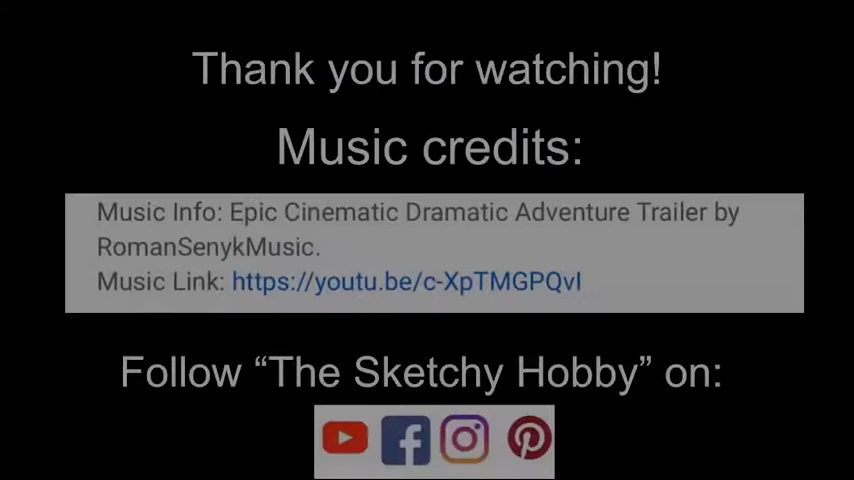 Thank you for watching!
Music credits:
Music Info: Epic Cinematic Dramatic Adventure Trailer by
RomanSenykMusic.
Music Link: https://youtu.be/c-XpTMGPQvI
Follow “The Sketchy Hobby” on: